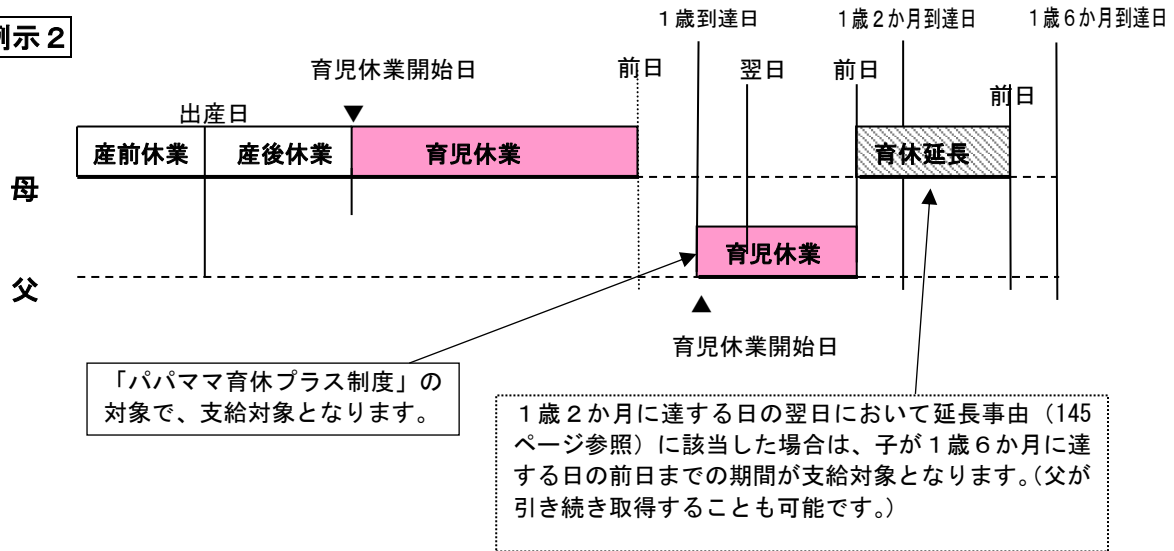 例示２
１歳到達日
１歳２か月到達日
１歳６か月到達日
育児休業開始日
前日
翌日
前日
前日
出産日
▼
産前休業
産後休業
育児休業
育休延長
母
育児休業
父
▲
育児休業開始日
「パパママ育休プラス制度」の
対象で、支給対象となります。
１歳２か月に達する日の翌日において延長事由（145
ページ参照）に該当した場合は、子が１歳６か月に達
する日の前日までの期間が支給対象となります。（父が
引き続き取得することも可能です。）